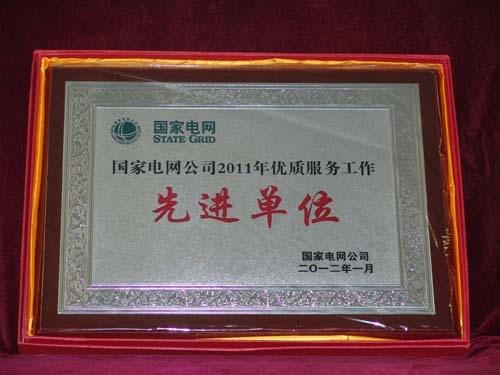 国家电网
STATE GRID
国家电网公司2011年优质服务工作
先进单位
国家电网公司
二〇一二年一月